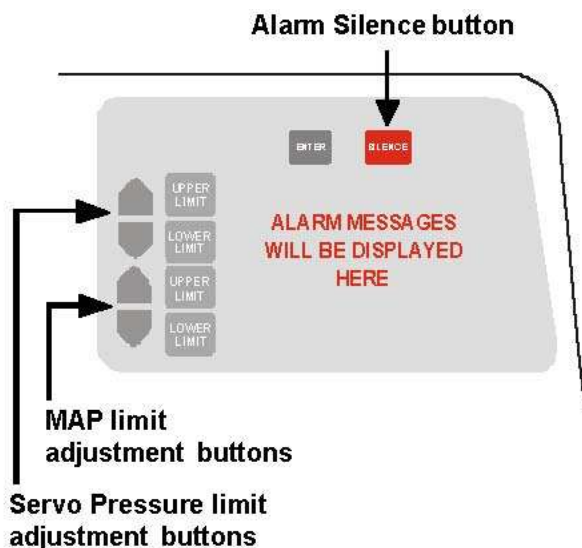 Alarm Silence button
ENTER
SILENCE
UPPER
LIMIT
LOWER
LIMIT
UPPER
LIMIT
LOWER
LIMIT
ALARM MESSAGES
WILL BE DISPLAYED
HERE
MAP limit
adjustment buttons
Servo Pressure limit
adjustment buttons